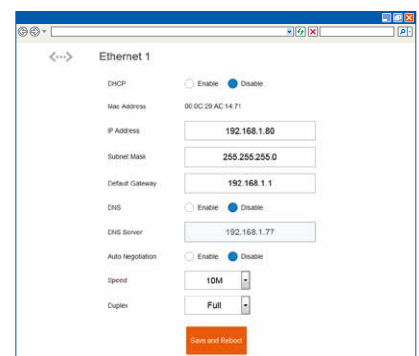 Ethernet 1
DHCP Enable Disable
Mac Address 00:0C:29:AC:14:71
IP Address 192.168.1.80
Subnet Mask 255.255.255.0
Default Gateway 192.168.1.1
DNS Enable Disable
DNS Server 192.168.1.77
Auto Negotiation Enable Disable
Speed 10M
Duplex Full
Save and Reboot